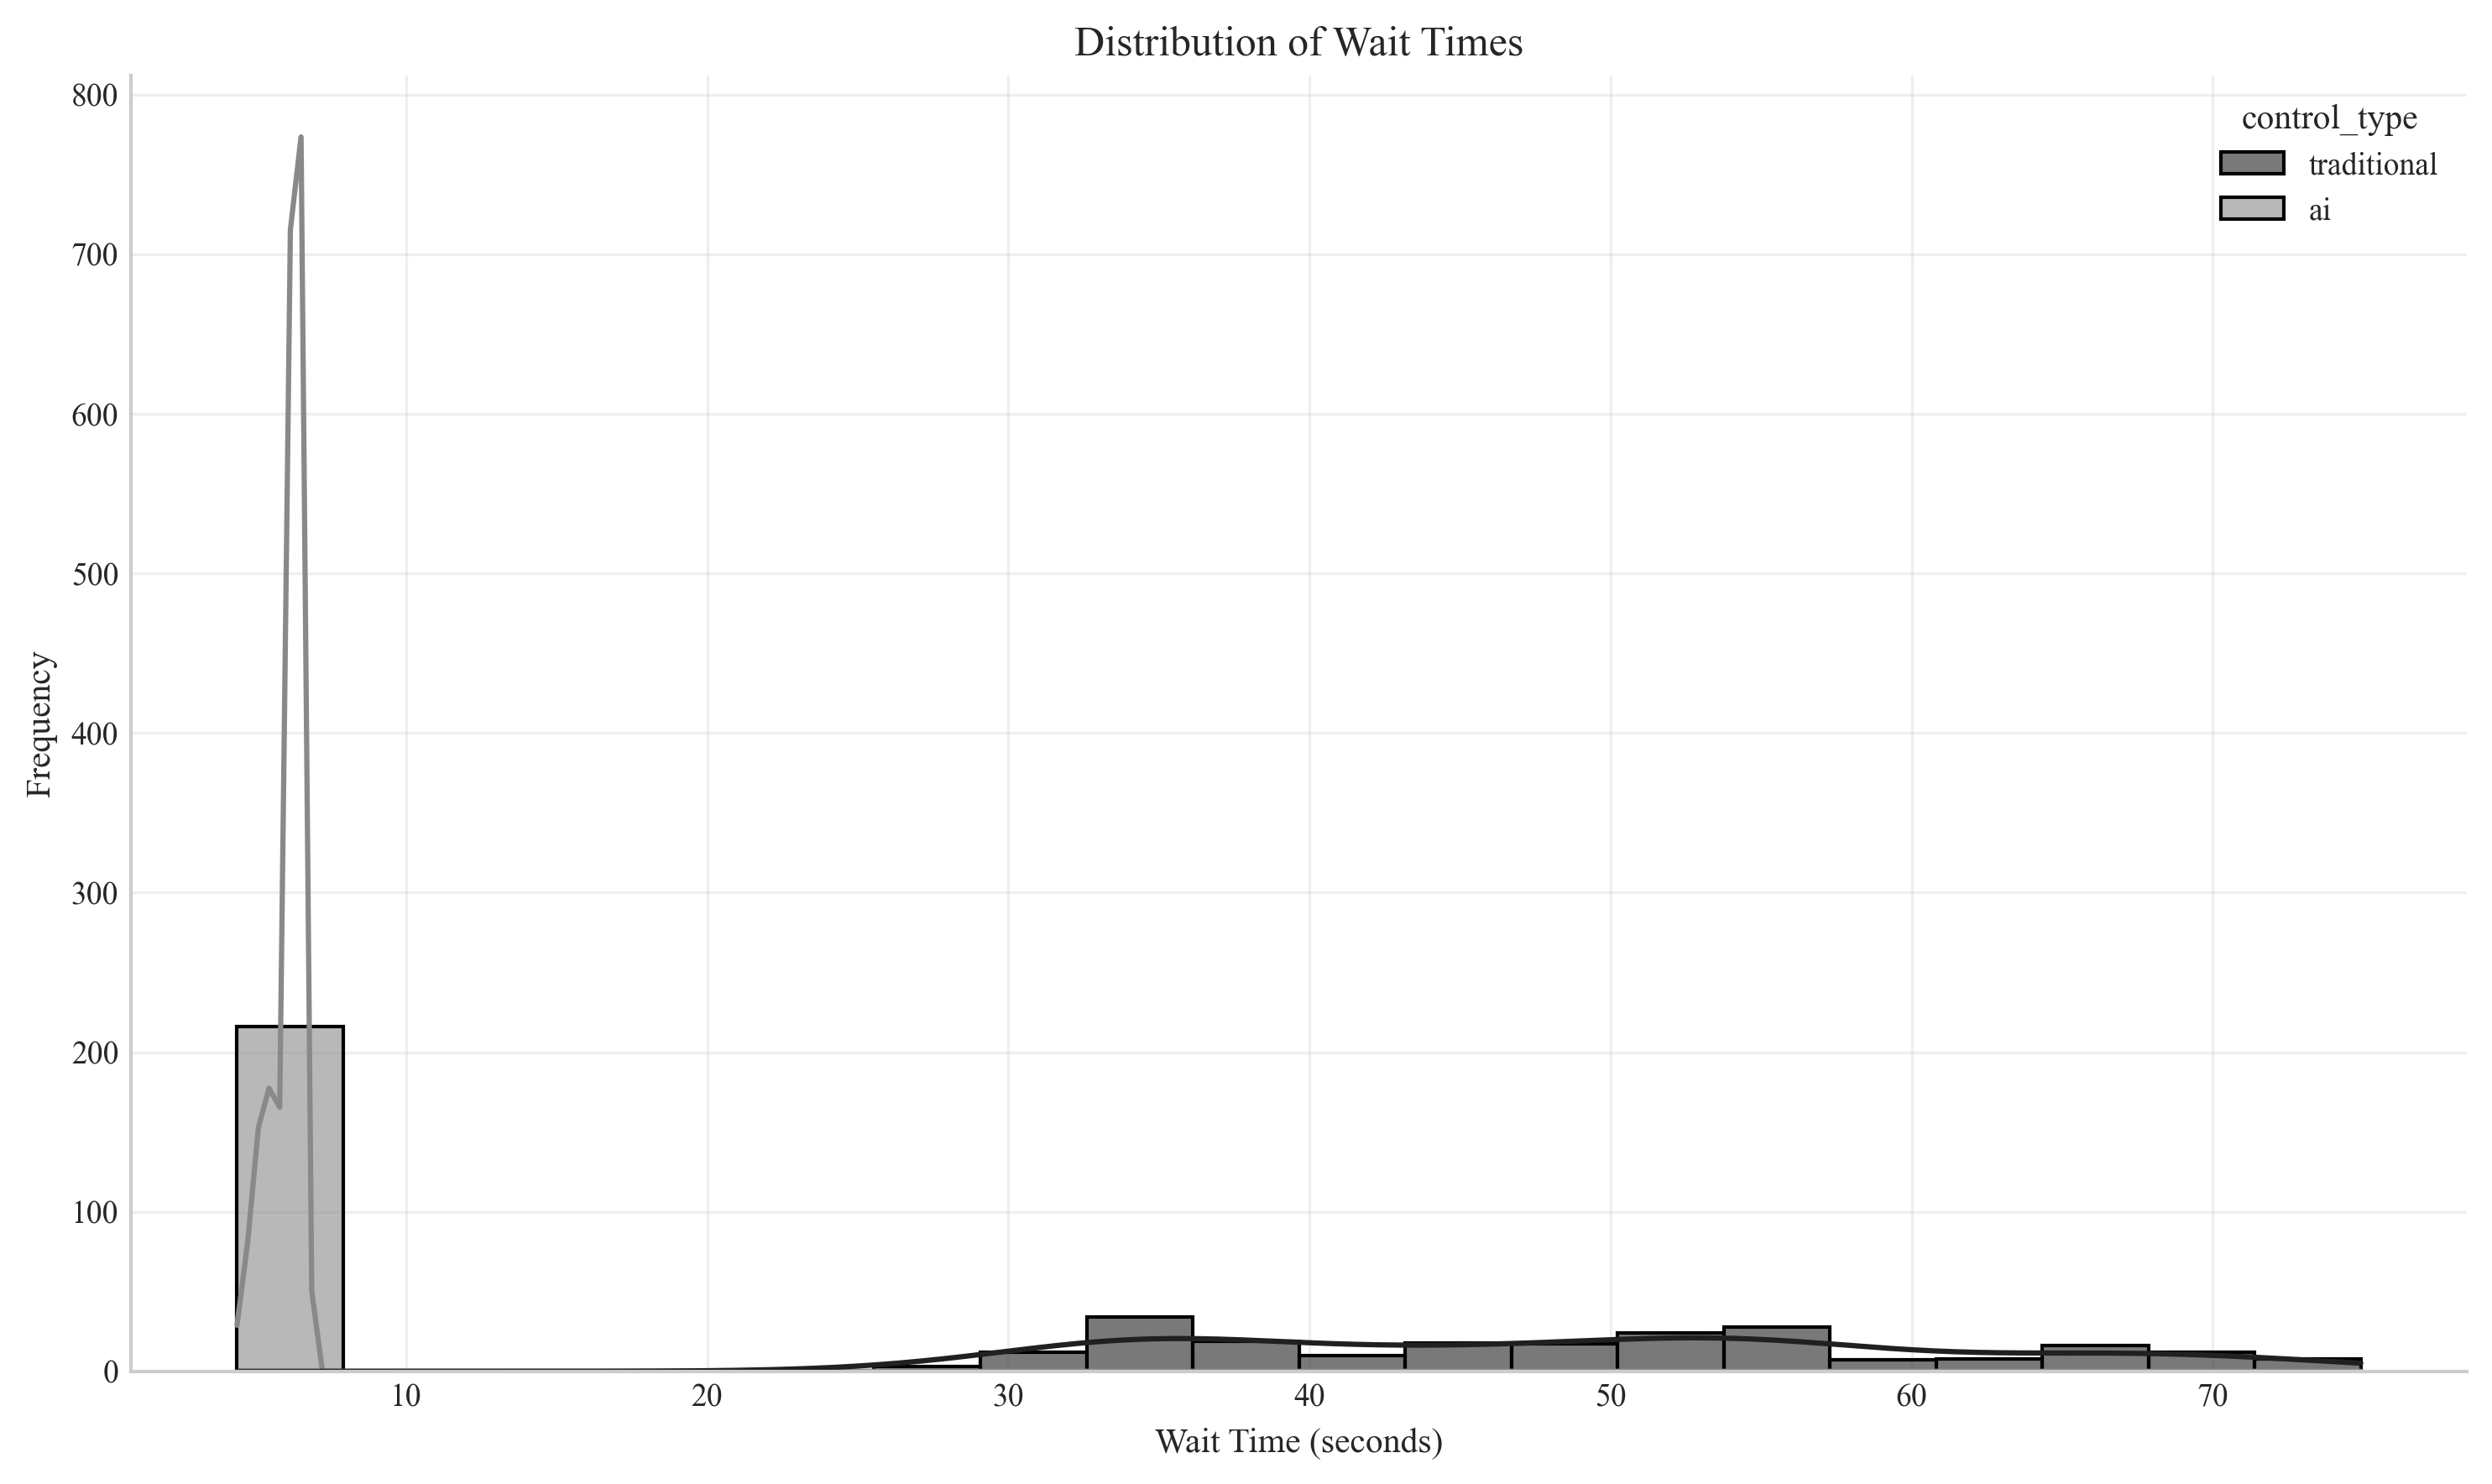 Distribution of Wait Times
control_type
traditional
ai
Frequency
800
700
600
500
400
300
200
100
0
10 20 30 40 50 60 70
Wait Time (seconds)